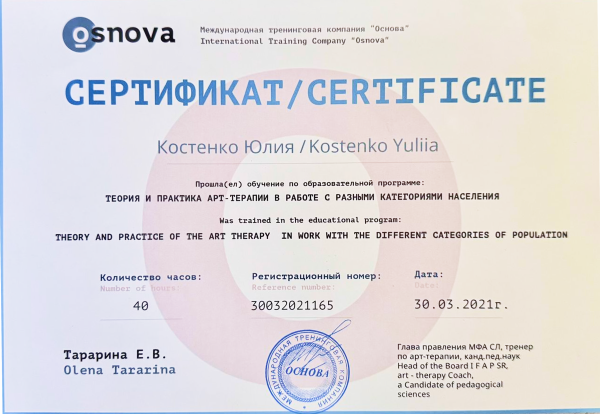 osnova
Международная тренинговая компания "Основа"
International Training Company "Osnova"
СЕРТИФИКАТ/CERTIFICATE
Костенко Юлия /Kostenko Yuliia
Прошла(ел) обучение по образовательной программе:
ТЕОРИЯ И ПРАКТИКА АРТ-ТЕРАПИИ В РАБОТЕ С РАЗНЫМИ КАТЕГОРИЯМИ НАСЕЛЕНИЯ
Was trained in the educational program:
THEORY AND PRACTICE OF THE ART THERAPY IN WORK WITH THE DIFFERENT CATEGORIES OF POPULATION
Количество часов:
Number of hours:
40
Регистрационный номер:
Reference number:
30032021165
Дата:
Date:
30.03.2021г.
Тарарина Е.В.
Olena Tararina
МЕЖДУНАРОДНАЯ ТРЕНИНГОВАЯ КОМПАНИЯ
ОСНОВА
Глава правления МФА СЛ, тренер
по арт-терапии, канд.пед.наук
Head of the Board I F A P SR,
art - therapy Coach,
a Candidate of pedagogical
sciences